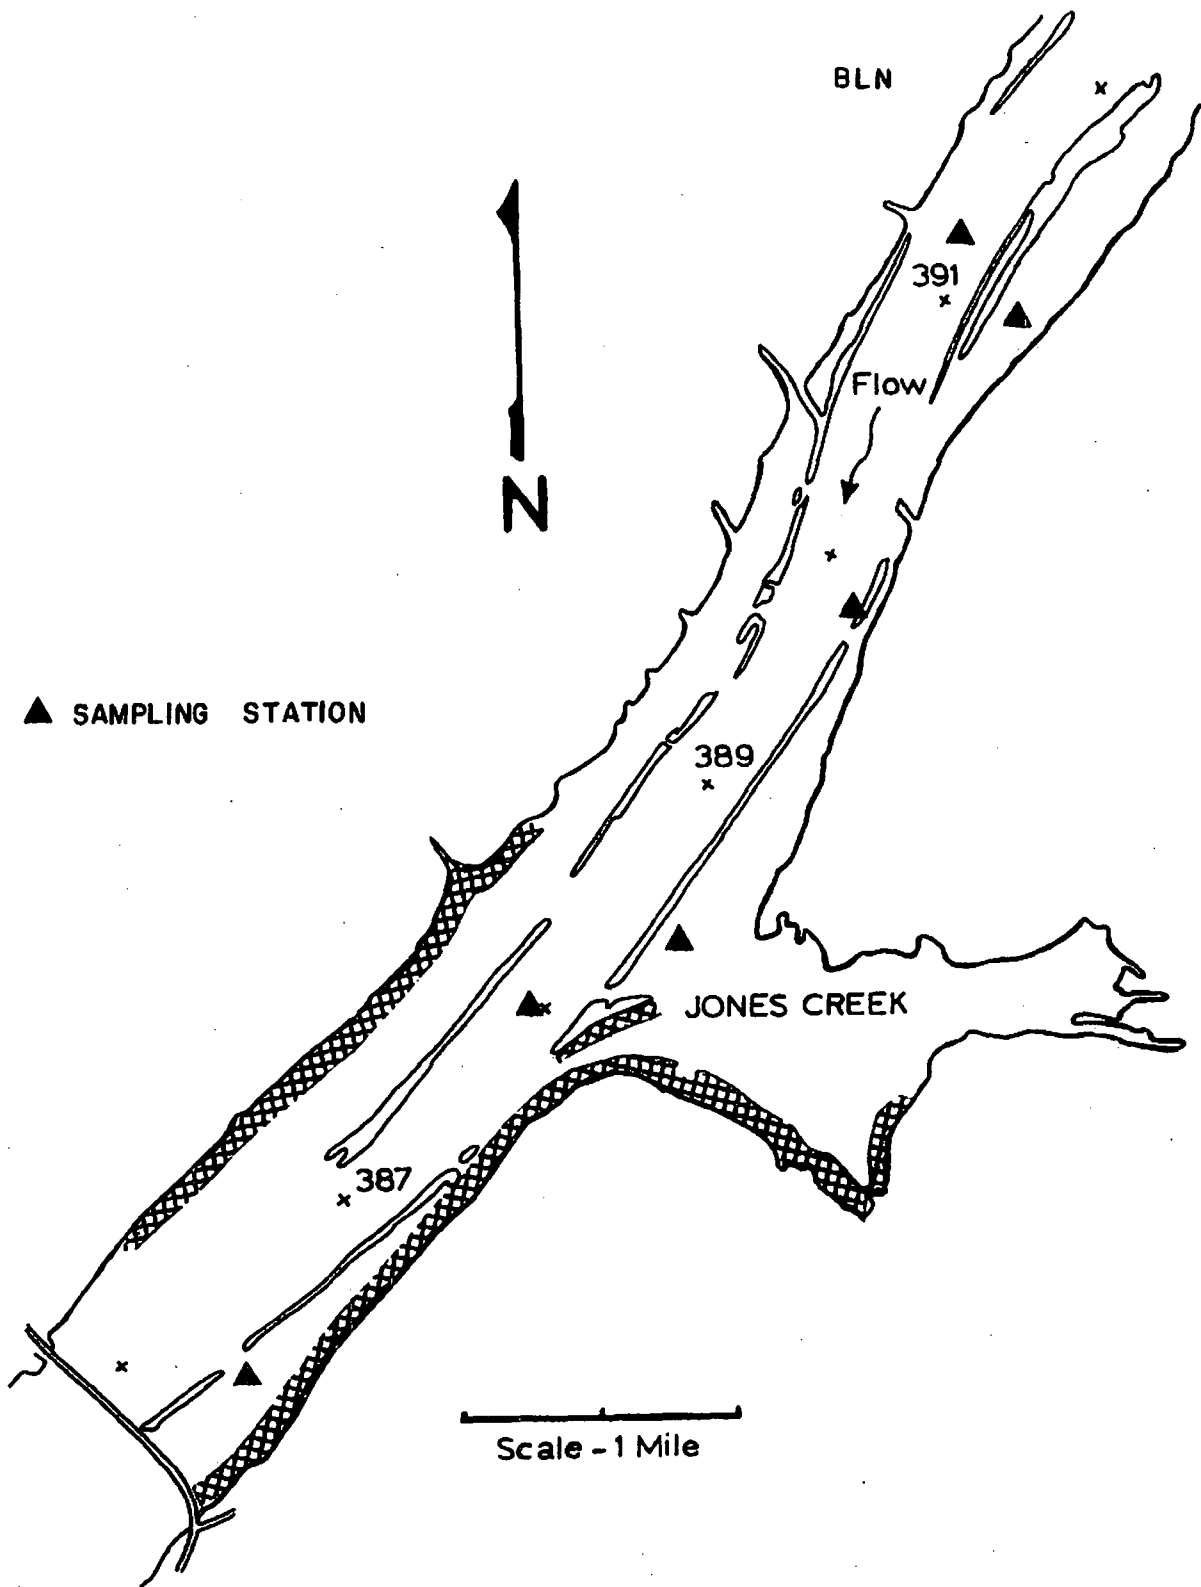 BLN
391
Flow
N
SAMPLING STATION
389
JONES CREEK
387
Scale - 1 Mile